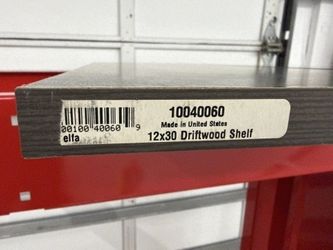 10040060
Made in United States
00100 40060 9
elfa
12x30 Driftwood Shelf